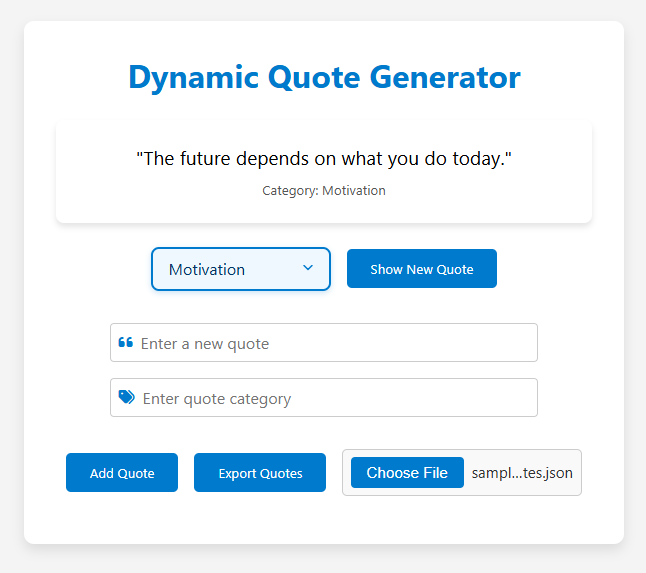 Dynamic Quote Generator
"The future depends on what you do today."
Category: Motivation
Motivation
Show New Quote
Enter a new quote
Enter quote category
Add Quote
Export Quotes
Choose File
sampl...tes.json